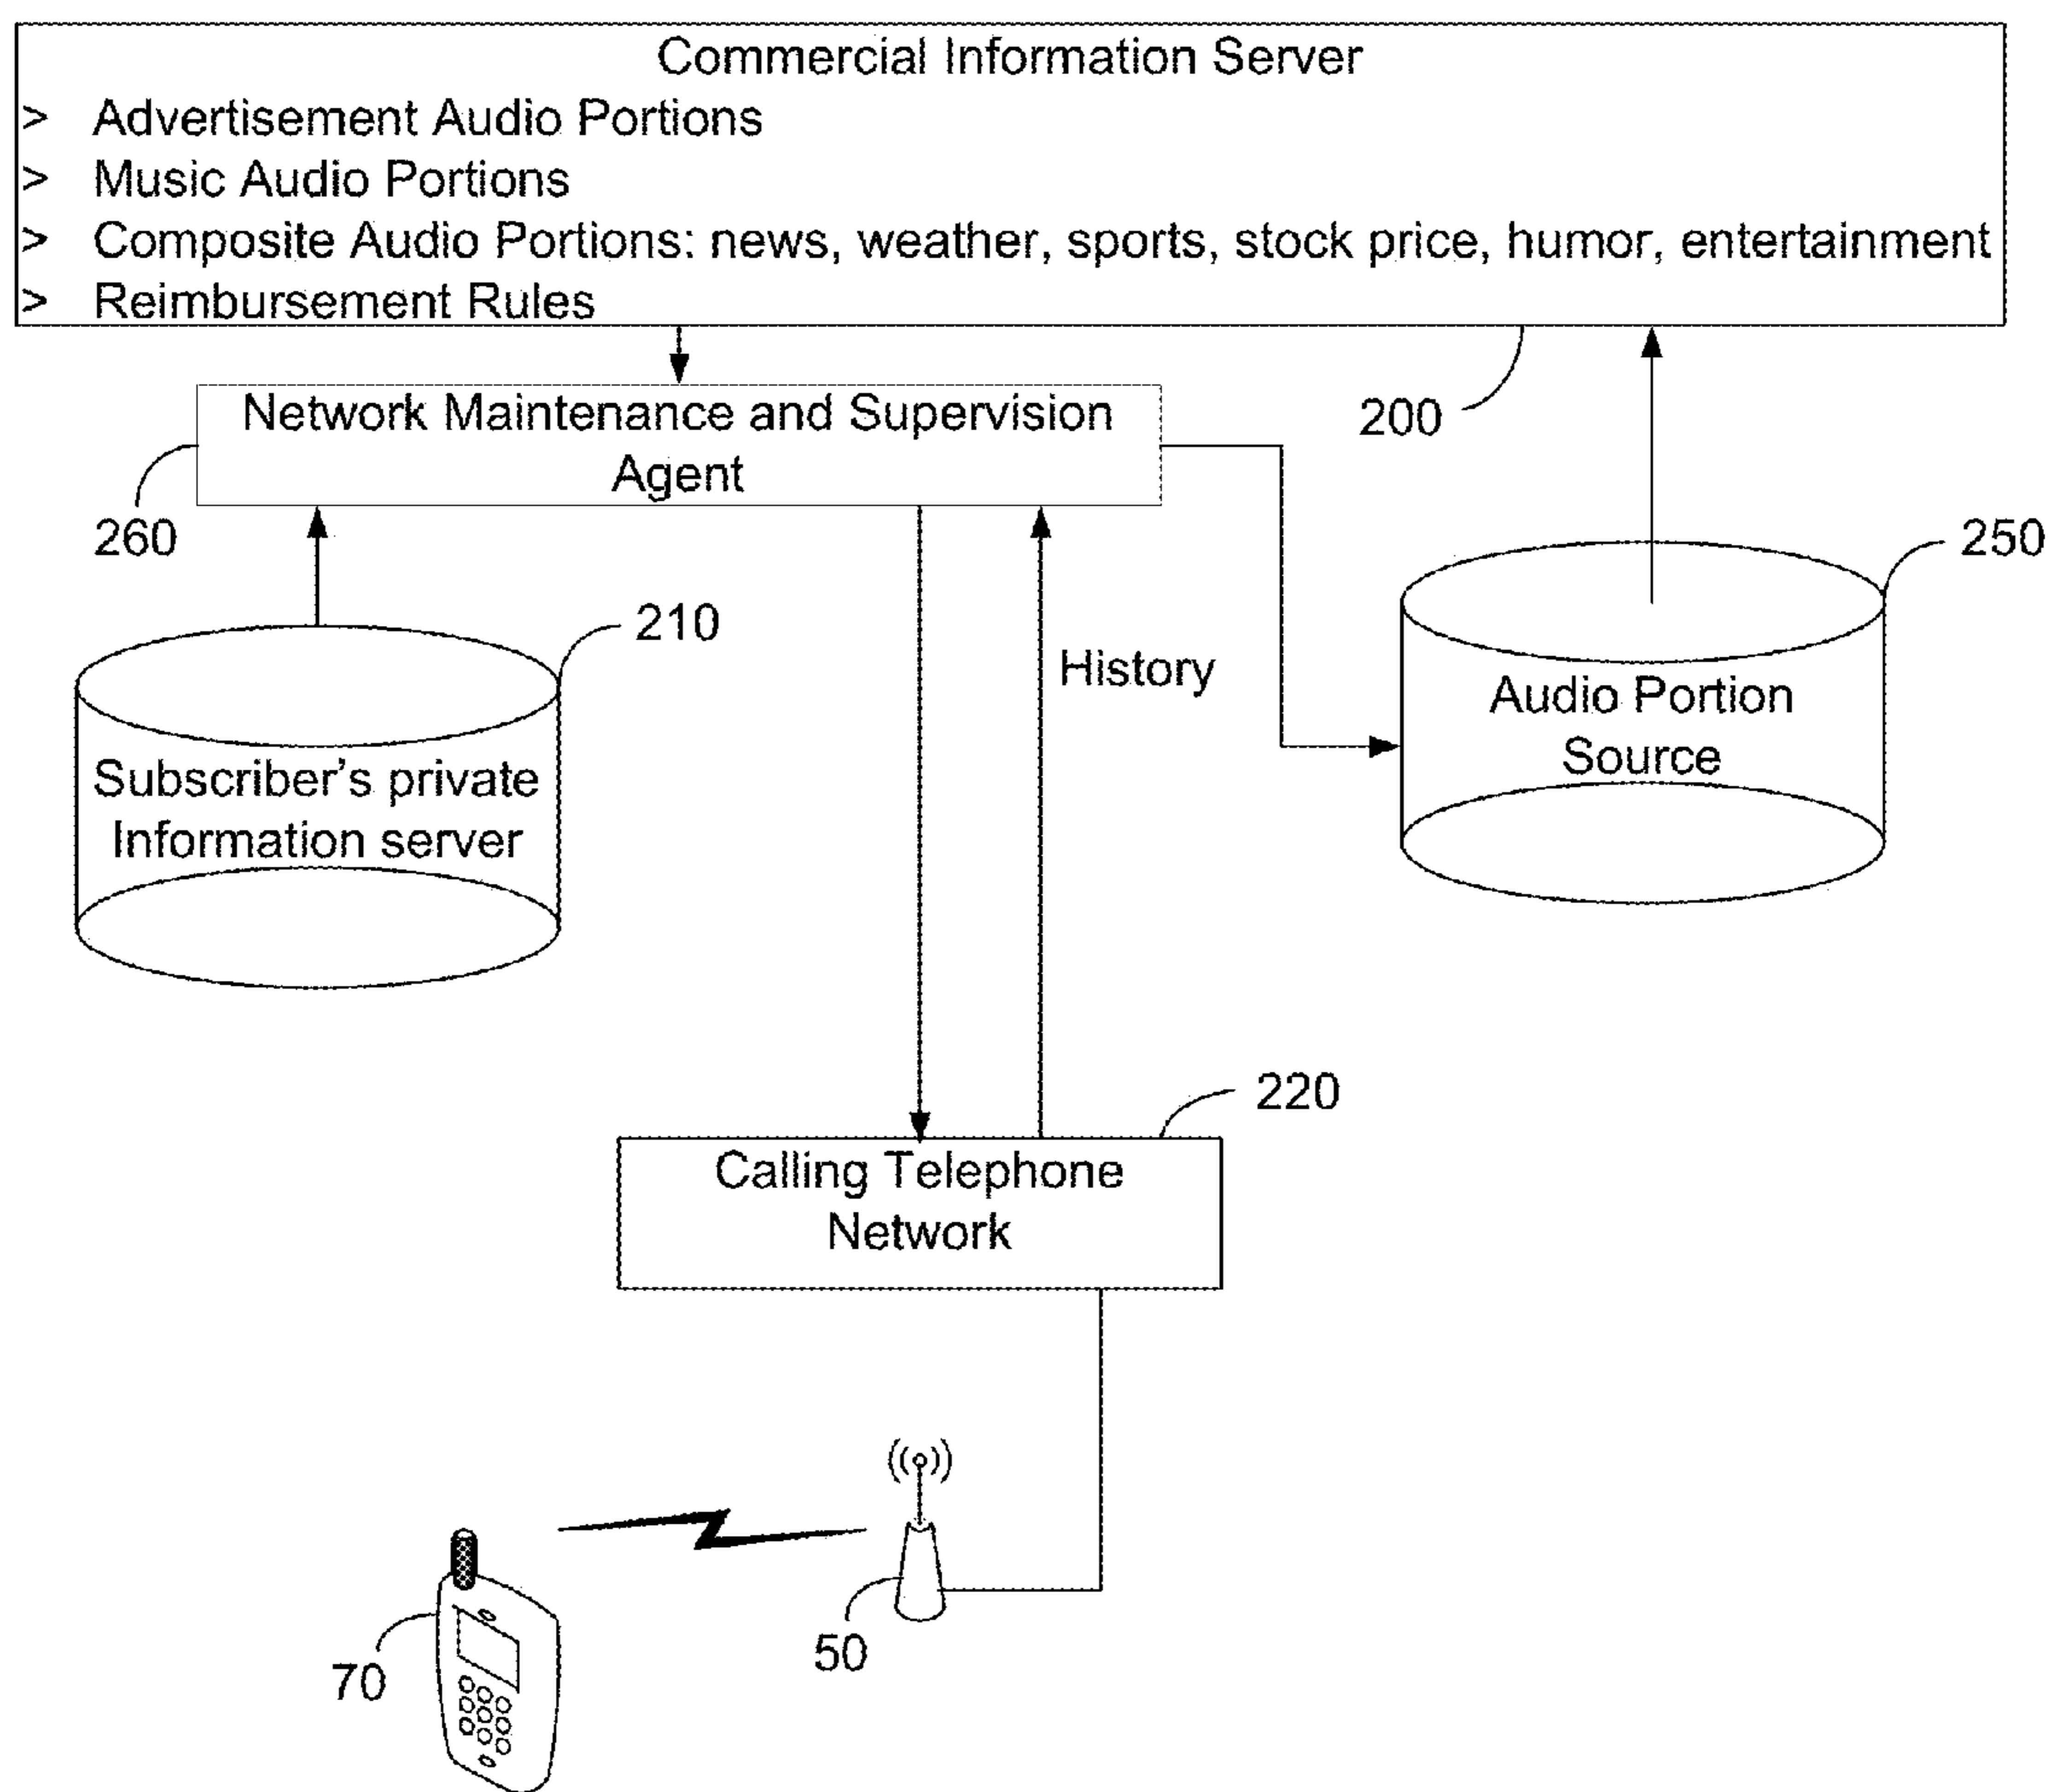 Commercial Information Server
> Advertisement Audio Portions
> Music Audio Portions
> Composite Audio Portions: news, weather, sports, stock price, humor, entertainment
> Reimbursement Rules
200
Network Maintenance and Supervision
Agent
260
250
210
History
Audio Portion
Source
Subscriber's private
Information server
220
Calling Telephone
Network
50
70